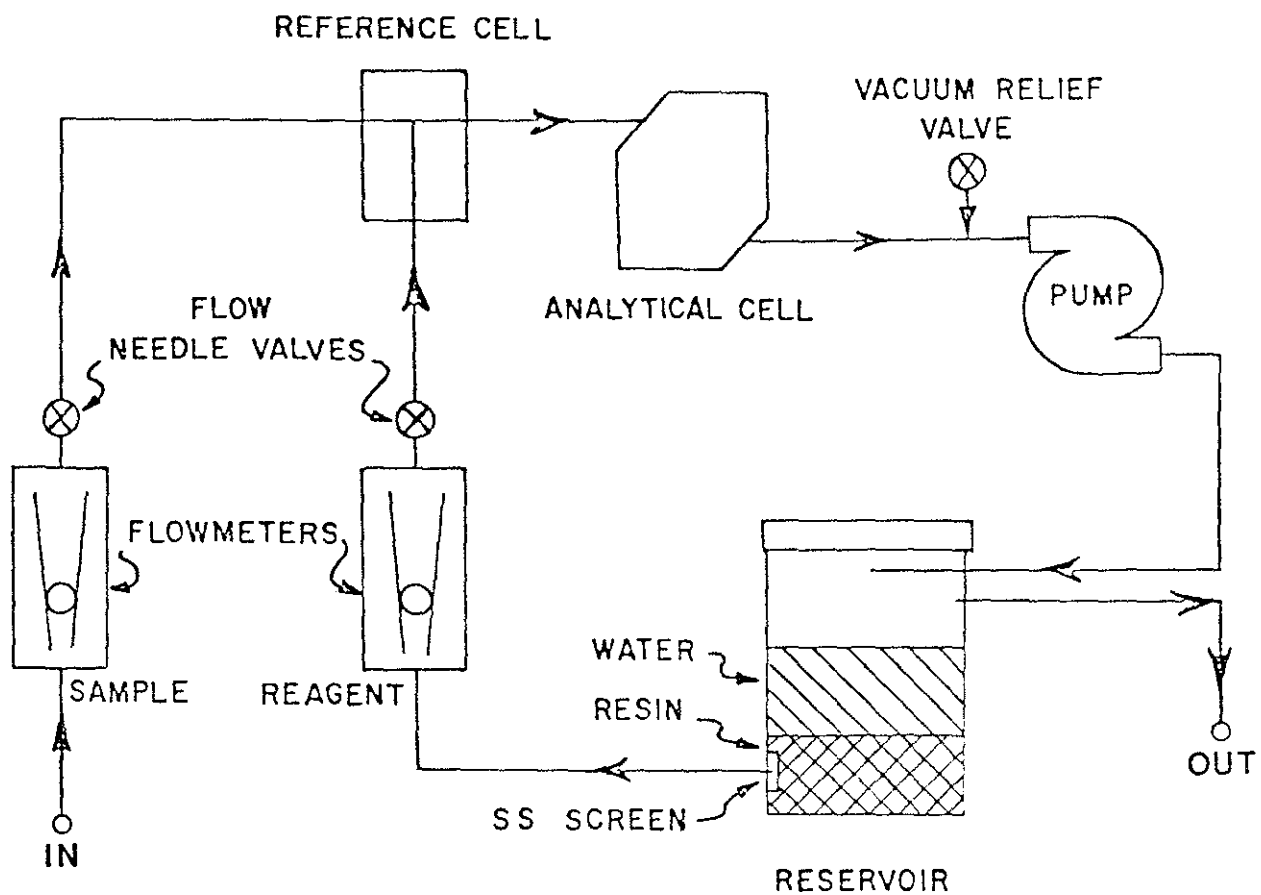 REFERENCE CELL
VACUUM RELIEF
VALVE
ANALYTICAL CELL
PUMP
FLOW
NEEDLE VALVES
FLOWMETERS
SAMPLE
REAGENT
WATER
RESIN
SS SCREEN
IN
OUT
RESERVOIR